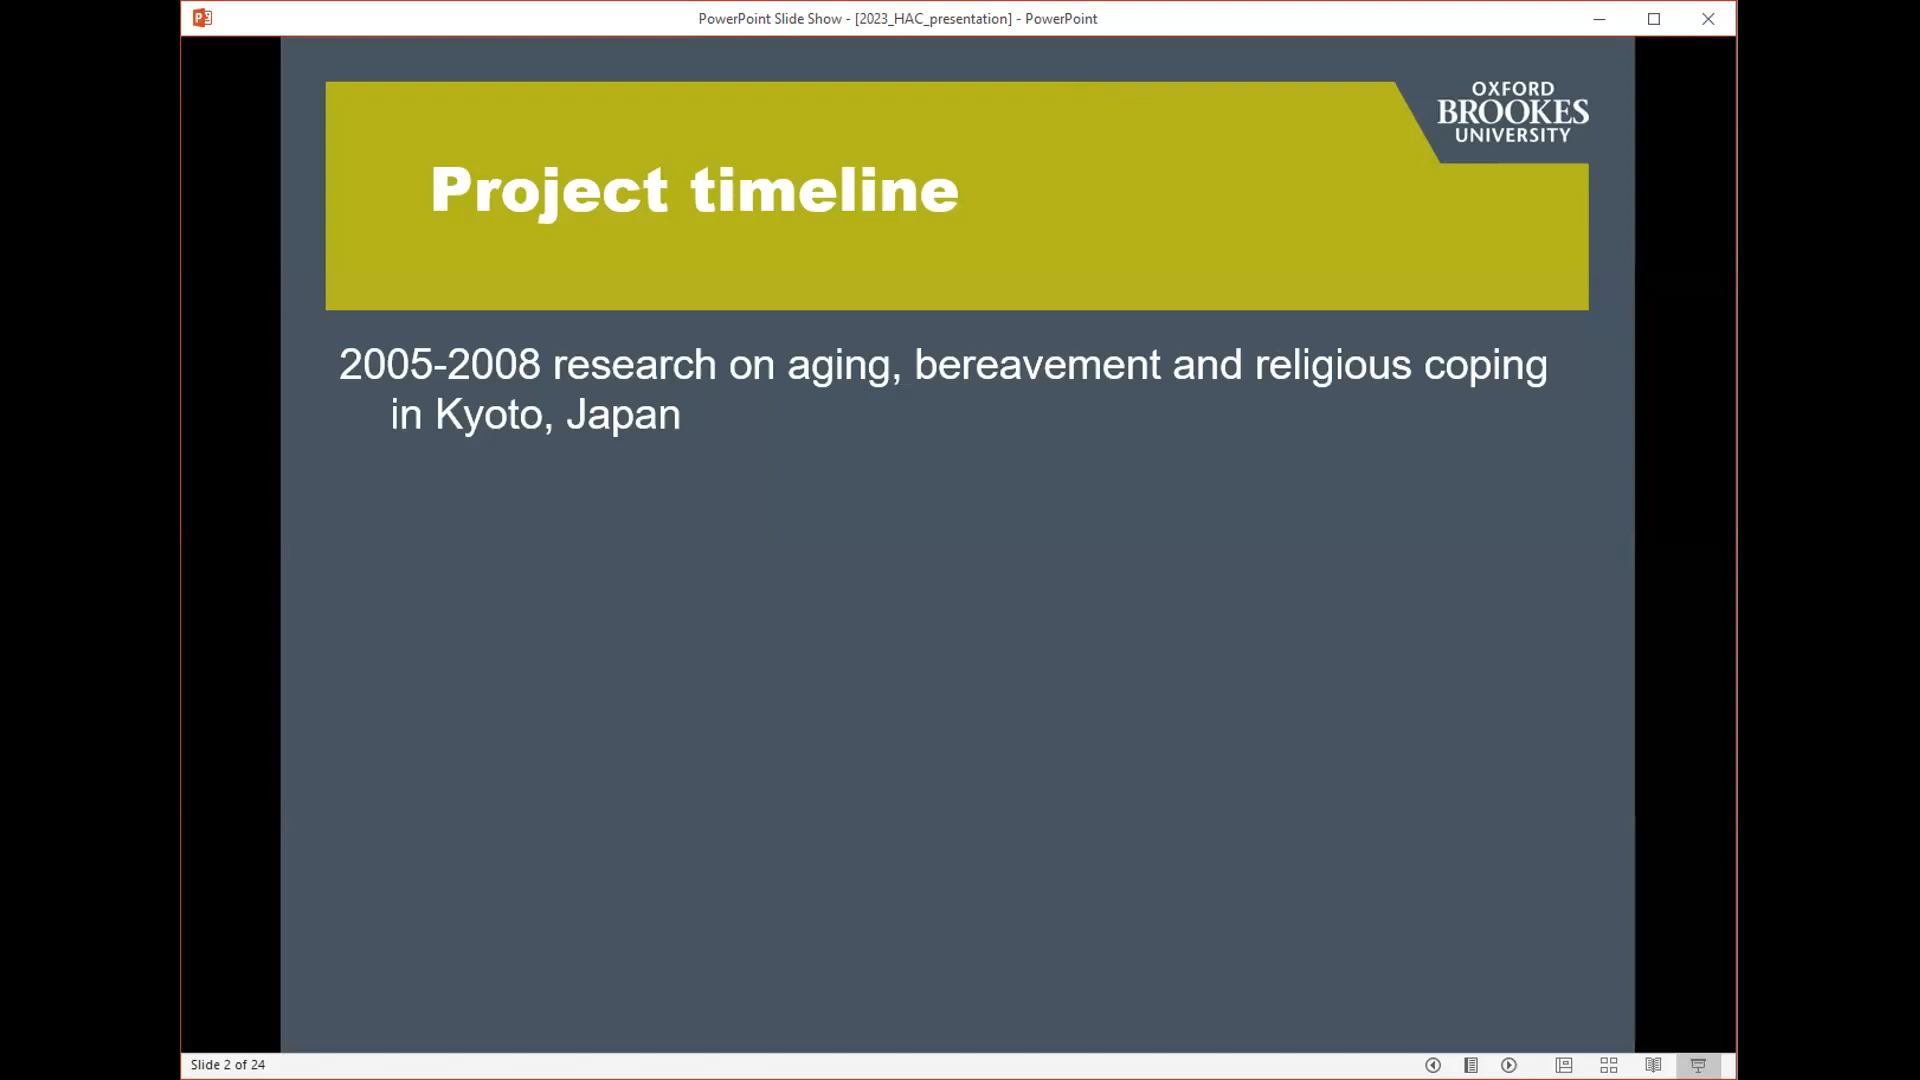 PowerPoint Slide Show - [2023_HAC_presentation] - PowerPoint
OXFORD
BROOKES
UNIVERSITY
Project timeline
2005-2008 research on aging, bereavement and religious coping
in Kyoto, Japan
Slide 2 of 24